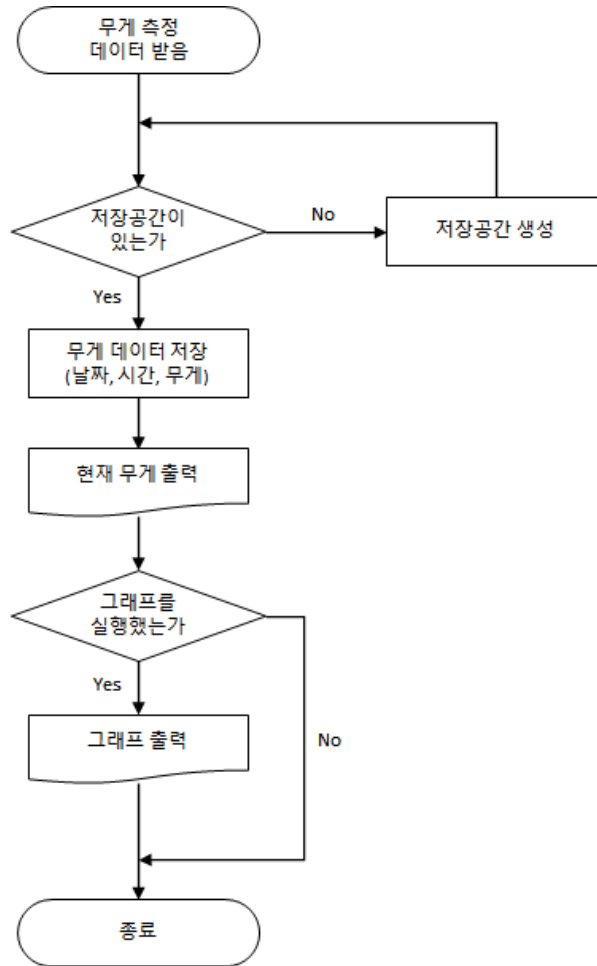 무게 측정
데이터 받음
저장공간이
있는가
No
저장공간 생성
Yes
무게 데이터 저장
(날짜, 시간, 무게)
현재 무게 출력
그래프를
실행했는가
Yes
그래프 출력
No
종료